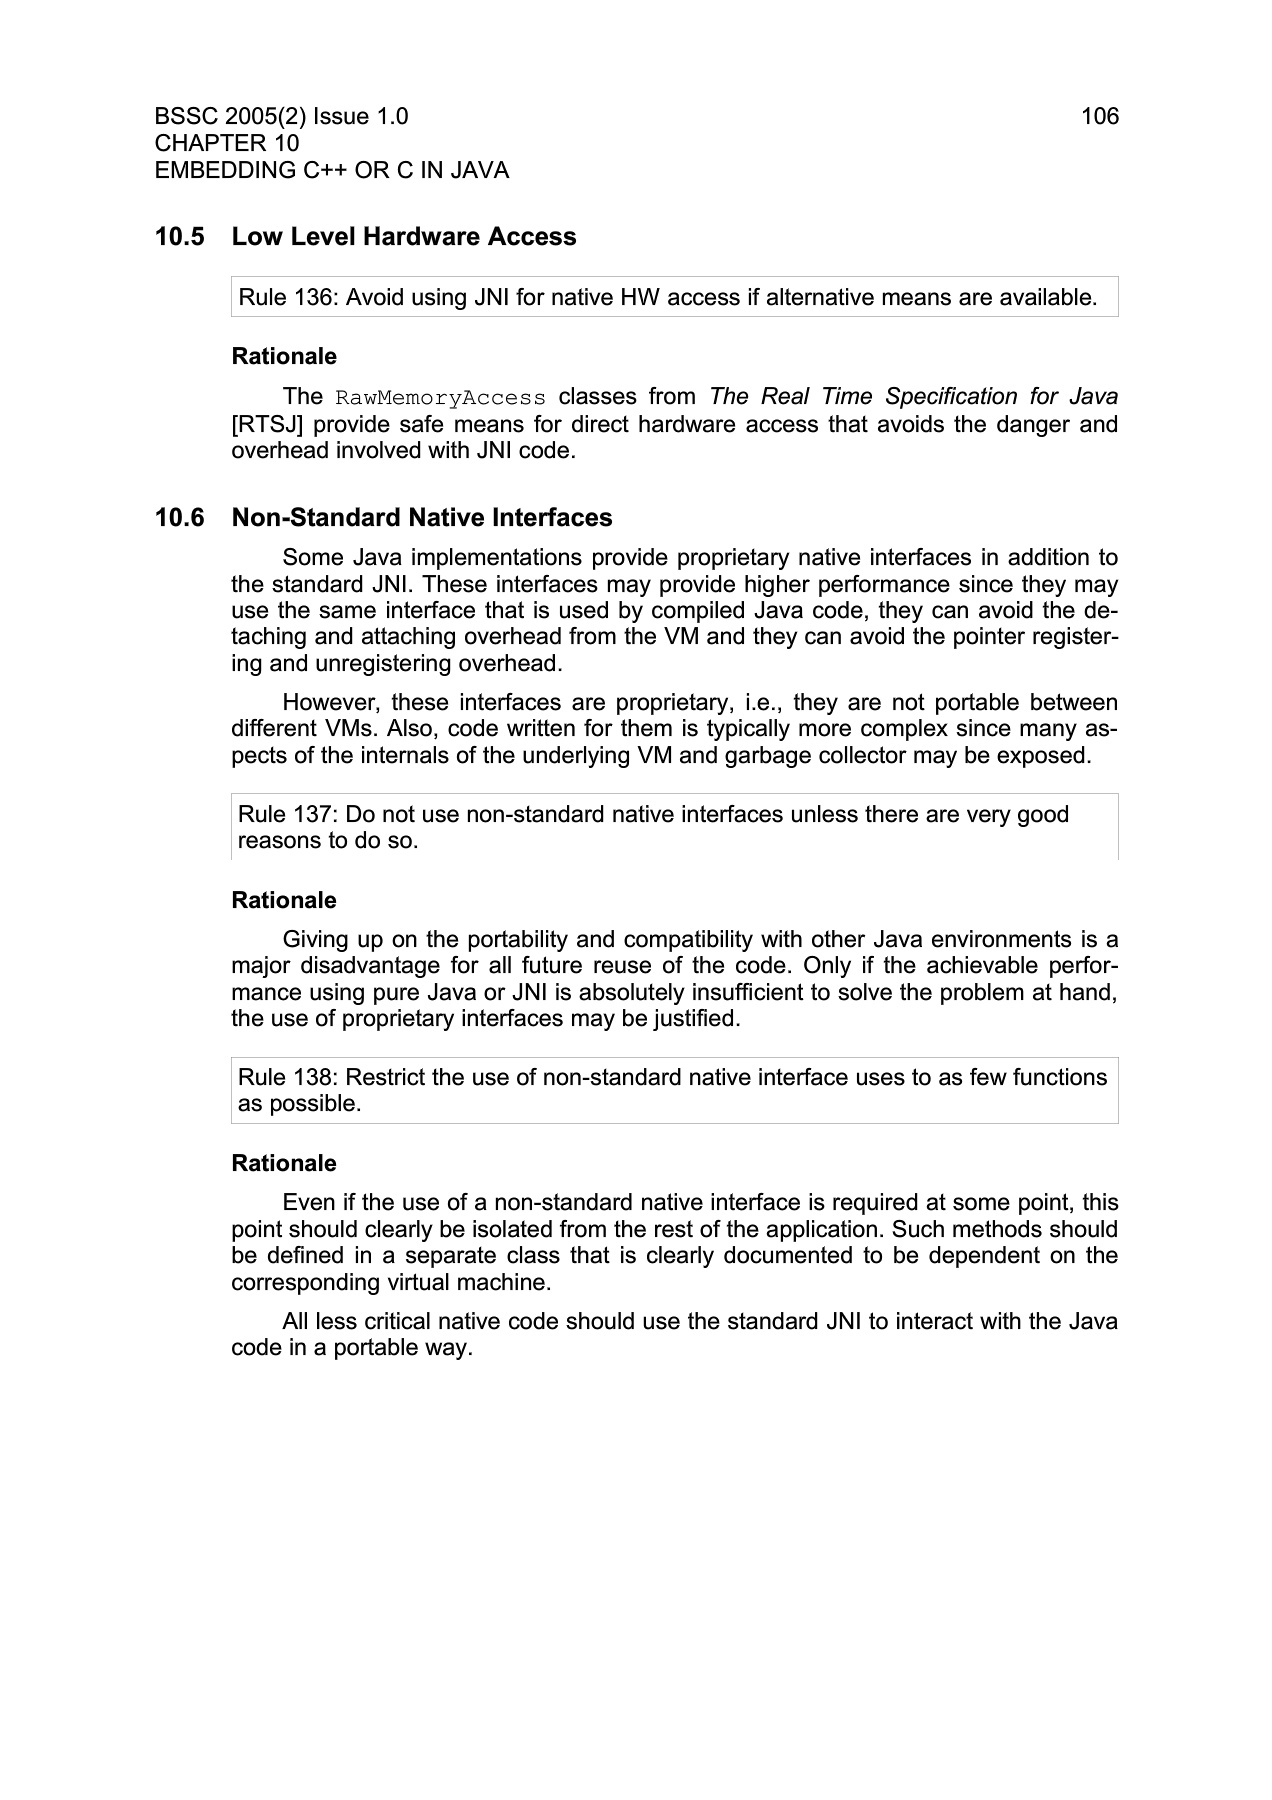 BSSC 2005(2) Issue 1.0 106
CHAPTER 10
EMBEDDING C++ OR C IN JAVA
10.5 Low Level Hardware Access
Rule 136: Avoid using JNI for native HW access if alternative means are available.
Rationale
The RawMemoryAccess classes from The Real Time Specification for Java
[RTSJ] provide safe means for direct hardware access that avoids the danger and
overhead involved with JNI code.
10.6 Non-Standard Native Interfaces
Some Java implementations provide proprietary native interfaces in addition to
the standard JNI. These interfaces may provide higher performance since they may
use the same interface that is used by compiled Java code, they can avoid the de-
taching and attaching overhead from the VM and they can avoid the pointer register-
ing and unregistering overhead.
However, these interfaces are proprietary, i.e., they are not portable between
different VMs. Also, code written for them is typically more complex since many as-
pects of the internals of the underlying VM and garbage collector may be exposed.
Rule 137: Do not use non-standard native interfaces unless there are very good
reasons to do so.
Rationale
Giving up on the portability and compatibility with other Java environments is a
major disadvantage for all future reuse of the code. Only if the achievable perfor-
mance using pure Java or JNI is absolutely insufficient to solve the problem at hand,
the use of proprietary interfaces may be justified.
Rule 138: Restrict the use of non-standard native interface uses to as few functions
as possible.
Rationale
Even if the use of a non-standard native interface is required at some point, this
point should clearly be isolated from the rest of the application. Such methods should
be defined in a separate class that is clearly documented to be dependent on the
corresponding virtual machine.
All less critical native code should use the standard JNI to interact with the Java
code in a portable way.